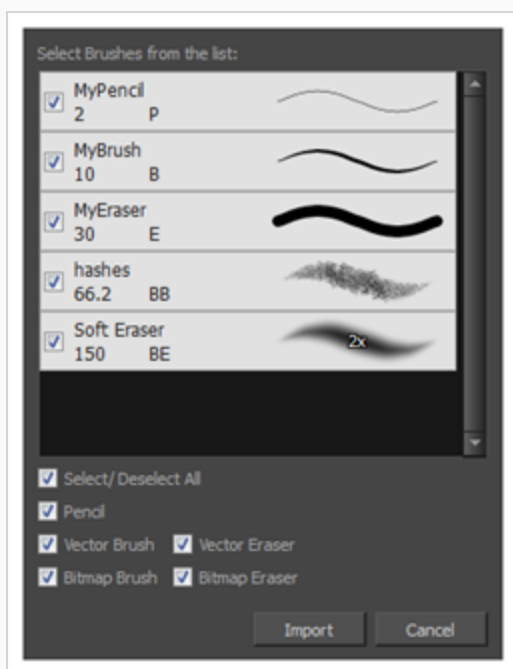 Select Brushes from the list:
MyPencil
2 P
MyBrush
10 B
MyEraser
30 E
hashes
66.2 BB
Soft Eraser
150 BE
2x
Select/ Deselect All
Pencil
Vector Brush Vector Eraser
Bitmap Brush Bitmap Eraser
Import Cancel